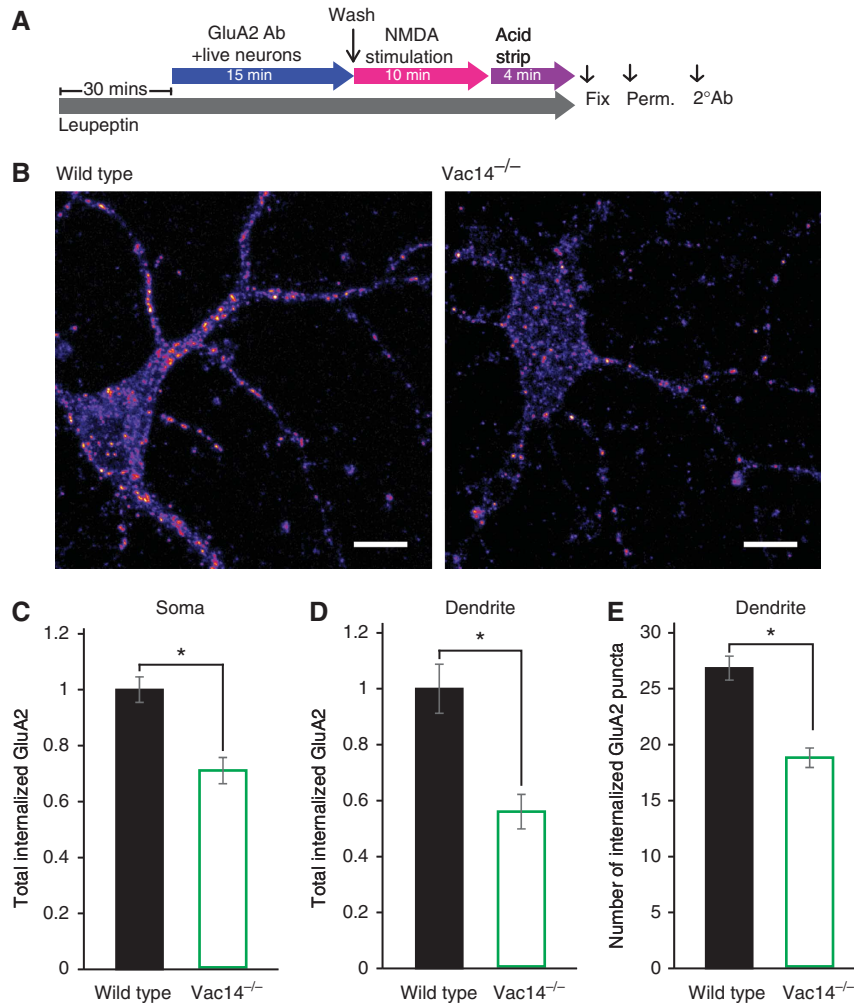 A
GluA2 Ab
+live neurons
Wash
NMDA
stimulation
Acid
strip
15 min
10 min
4 min
30 mins
Leupeptin
Fix
Perm.
2°Ab
B
Wild type
Vac14−/−
C
Soma
Total internalized GluA2
1.2
1
0.8
0.6
0.4
0.2
0
*
Wild type
Vac14−/−
D
Dendrite
Total internalized GluA2
1.2
1
0.8
0.6
0.4
0.2
0
*
Wild type
Vac14−/−
E
Dendrite
Number of internalized GluA2 puncta
30
25
20
15
10
5
0
*
Wild type
Vac14−/−